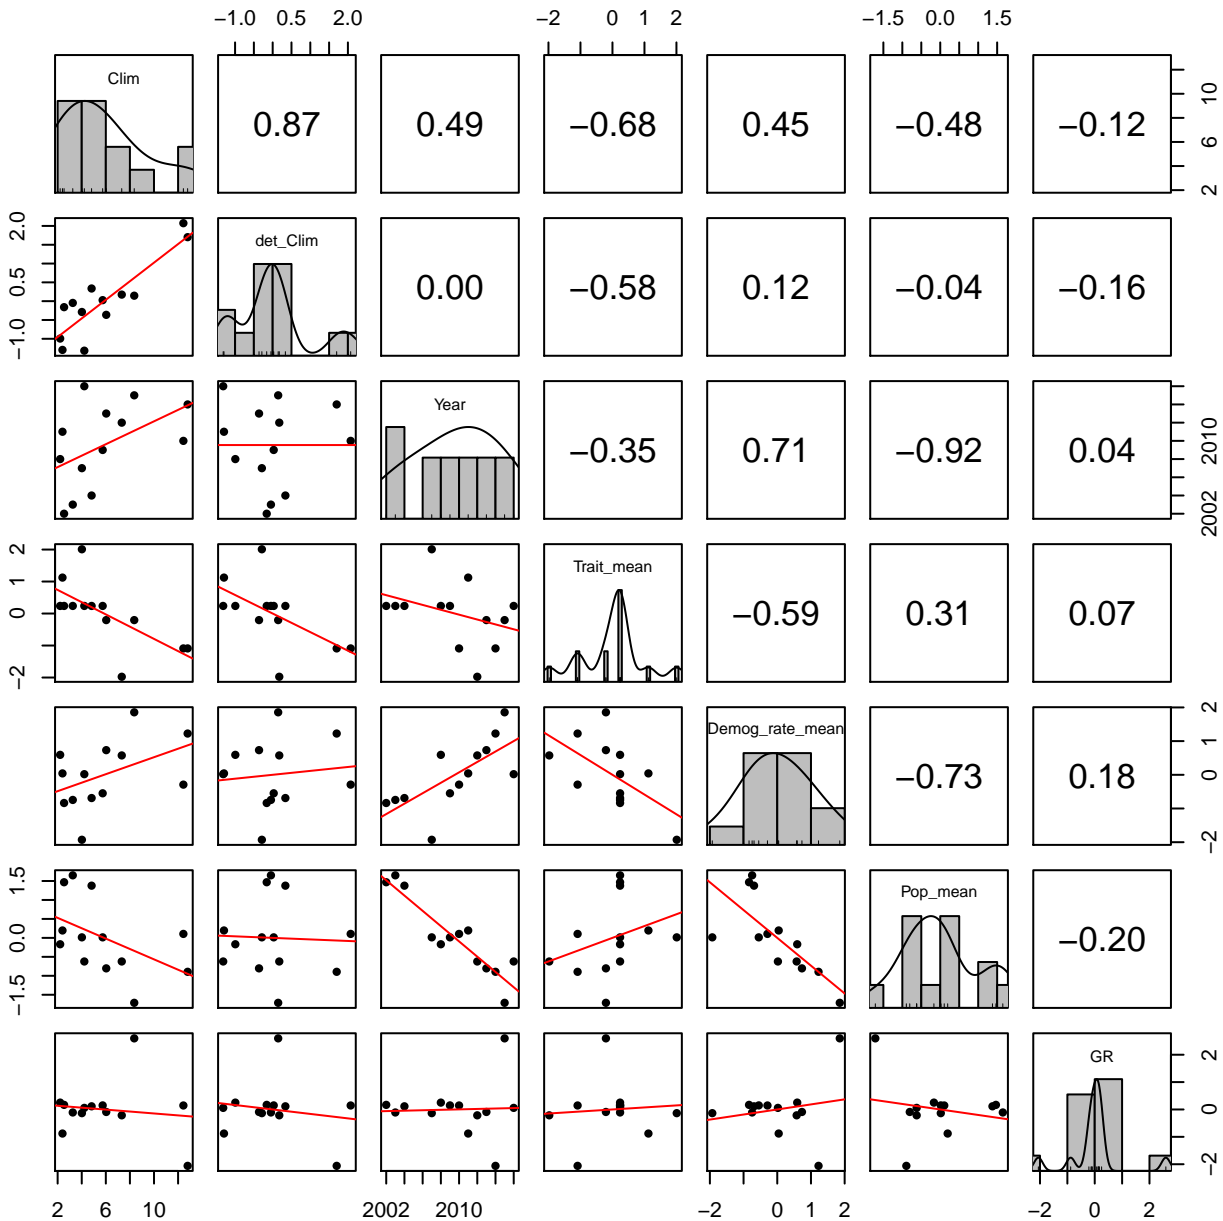 −1.0 0.5 2.0 −2 0 1 2 −1.5 0.0 1.5
Clim 0.87 0.49 −0.68 0.45 −0.48 −0.12 2 6 10
−1.0 0.5 2.0 det_Clim 0.00 −0.58 0.12 −0.04 −0.16
Year −0.35 0.71 −0.92 0.04 2002 2010
−2 0 1 2 Trait_mean −0.59 0.31 0.07
Demog_rate_mean −0.73 0.18 −2 0 1 2
−1.5 0.0 1.5 Pop_mean −0.20
GR −2 0 2
2 6 10 2002 2010 −2 0 1 2 −2 0 2